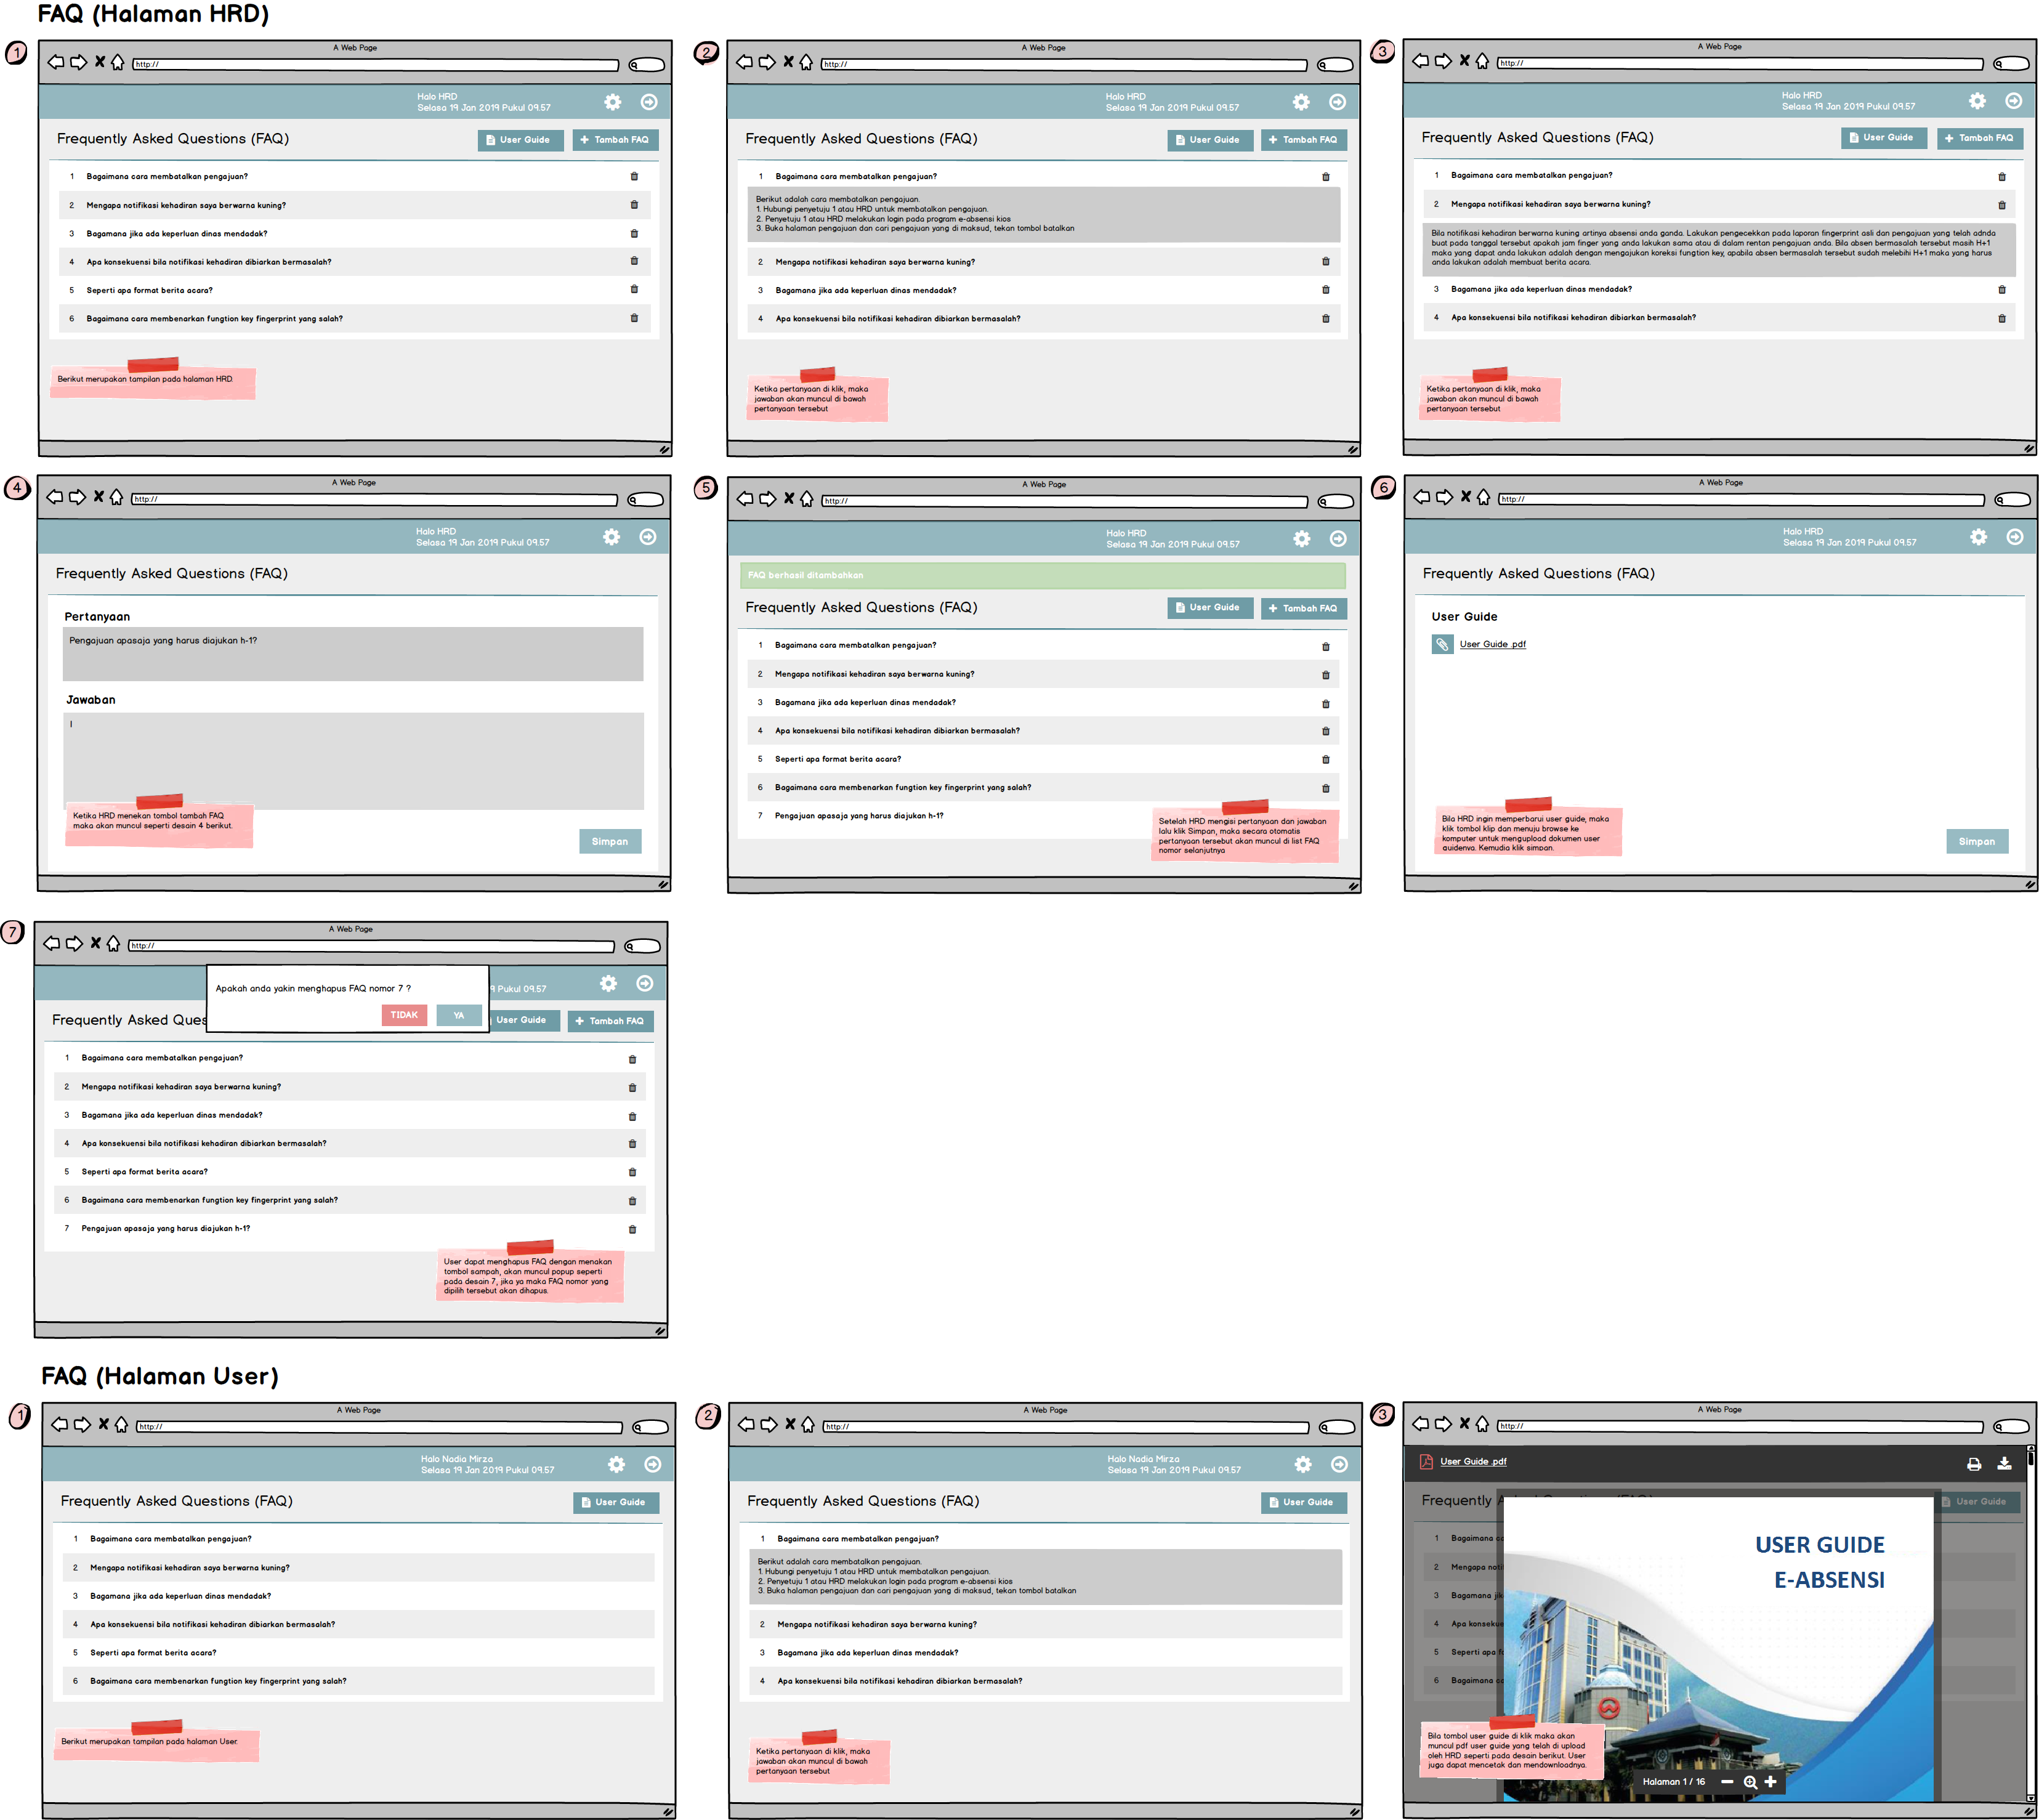 FAQ (Halaman HRD)
1
A Web Page
http://
Halo HRD
Selasa 19 Jan 2019 Pukul 09.57
Frequently Asked Questions (FAQ)
User Guide
Tambah FAQ
1 Bagaimana cara membatalkan pengajuan?
2 Mengapa notifikasi kehadiran saya berwarna kuning?
3 Bagamana jika ada keperluan dinas mendadak?
4 Apa konsekuensi bila notifikasi kehadiran dibiarkan bermasalah?
5 Seperti apa format berita acara?
6 Bagaimana cara membenarkan fungtion key fingerprint yang salah?
Berikut merupakan tampilan pada halaman HRD.
2
A Web Page
http://
Halo HRD
Selasa 19 Jan 2019 Pukul 09.57
Frequently Asked Questions (FAQ)
User Guide
Tambah FAQ
1 Bagaimana cara membatalkan pengajuan?
Berikut adalah cara membatalkan pengajuan.
1. Hubungi penyetuju 1 atau HRD untuk membatalkan pengajuan.
2. Penyetuju 1 atau HRD melakukan login pada program e-absensi kios
3. Buka halaman pengajuan dan cari pengajuan yang di maksud, tekan tombol batalkan
2 Mengapa notifikasi kehadiran saya berwarna kuning?
3 Bagamana jika ada keperluan dinas mendadak?
4 Apa konsekuensi bila notifikasi kehadiran dibiarkan bermasalah?
Ketika pertanyaan di klik, maka
jawaban akan muncul di bawah
pertanyaan tersebut
3
A Web Page
http://
Halo HRD
Selasa 19 Jan 2019 Pukul 09.57
Frequently Asked Questions (FAQ)
User Guide
Tambah FAQ
1 Bagaimana cara membatalkan pengajuan?
2 Mengapa notifikasi kehadiran saya berwarna kuning?
Bila notifikasi kehadiran berwarna kuning artinya absensi anda ganda. Lakukan pengecekkan pada laporan fingerprint asli dan pengajuan yang telah adnda
buat pada tanggal tersebut apakah jam finger yang anda lakukan sama atau di dalam rentan pengajuan anda. Bila absen bermasalah tersebut masih H+1
maka yang dapat anda lakukan adalah dengan mengajukan koreksi fungtion key, apabila absen bermasalah tersebut sudah melebihi H+1 maka yang harus
anda lakukan adalah membuat berita acara.
3 Bagamana jika ada keperluan dinas mendadak?
4 Apa konsekuensi bila notifikasi kehadiran dibiarkan bermasalah?
Ketika pertanyaan di klik, maka
jawaban akan muncul di bawah
pertanyaan tersebut
4
A Web Page
http://
Halo HRD
Selasa 19 Jan 2019 Pukul 09.57
Frequently Asked Questions (FAQ)
Pertanyaan
Pengajuan apasaja yang harus diajukan h-1?
Jawaban
|
Ketika HRD menekan tombol tambah FAQ
maka akan muncul seperti desain 4 berikut.
Simpan
5
A Web Page
http://
Halo HRD
Selasa 19 Jan 2019 Pukul 09.57
FAQ berhasil ditambahkan
Frequently Asked Questions (FAQ)
User Guide
Tambah FAQ
1 Bagaimana cara membatalkan pengajuan?
2 Mengapa notifikasi kehadiran saya berwarna kuning?
3 Bagamana jika ada keperluan dinas mendadak?
4 Apa konsekuensi bila notifikasi kehadiran dibiarkan bermasalah?
5 Seperti apa format berita acara?
6 Bagaimana cara membenarkan fungtion key fingerprint yang salah?
7 Pengajuan apasaja yang harus diajukan h-1?
Setelah HRD mengisi pertanyaan dan jawaban
lalu klik Simpan, maka secara otomatis
pertanyaan tersebut akan muncul di list FAQ
nomor selanjutnya
6
A Web Page
http://
Halo HRD
Selasa 19 Jan 2019 Pukul 09.57
Frequently Asked Questions (FAQ)
User Guide
User Guide .pdf
Bila HRD ingin memperbarui user guide, maka
klik tombol klip dan menuju browse ke
komputer untuk mengupload dokumen user
guidenya. Kemudia klik simpan.
Simpan
7
A Web Page
http://
Apakah anda yakin menghapus FAQ nomor 7 ?
TIDAK
YA
9 Pukul 09.57
Frequently Asked Ques
User Guide
Tambah FAQ
1 Bagaimana cara membatalkan pengajuan?
2 Mengapa notifikasi kehadiran saya berwarna kuning?
3 Bagamana jika ada keperluan dinas mendadak?
4 Apa konsekuensi bila notifikasi kehadiran dibiarkan bermasalah?
5 Seperti apa format berita acara?
6 Bagaimana cara membenarkan fungtion key fingerprint yang salah?
7 Pengajuan apasaja yang harus diajukan h-1?
User dapat menghapus FAQ dengan menakan
tombol sampah, akan muncul popup seperti
pada desain 7, jika ya maka FAQ nomor yang
dipilih tersebut akan dihapus.
FAQ (Halaman User)
1
A Web Page
http://
Halo Nadia Mirza
Selasa 19 Jan 2019 Pukul 09.57
Frequently Asked Questions (FAQ)
User Guide
1 Bagaimana cara membatalkan pengajuan?
2 Mengapa notifikasi kehadiran saya berwarna kuning?
3 Bagamana jika ada keperluan dinas mendadak?
4 Apa konsekuensi bila notifikasi kehadiran dibiarkan bermasalah?
5 Seperti apa format berita acara?
6 Bagaimana cara membenarkan fungtion key fingerprint yang salah?
Berikut merupakan tampilan pada halaman User.
2
A Web Page
http://
Halo Nadia Mirza
Selasa 19 Jan 2019 Pukul 09.57
Frequently Asked Questions (FAQ)
User Guide
1 Bagaimana cara membatalkan pengajuan?
Berikut adalah cara membatalkan pengajuan.
1. Hubungi penyetuju 1 atau HRD untuk membatalkan pengajuan.
2. Penyetuju 1 atau HRD melakukan login pada program e-absensi kios
3. Buka halaman pengajuan dan cari pengajuan yang di maksud, tekan tombol batalkan
2 Mengapa notifikasi kehadiran saya berwarna kuning?
3 Bagamana jika ada keperluan dinas mendadak?
4 Apa konsekuensi bila notifikasi kehadiran dibiarkan bermasalah?
Ketika pertanyaan di klik, maka
jawaban akan muncul di bawah
pertanyaan tersebut
3
A Web Page
http://
User Guide .pdf
Frequently Asked Questions (FAQ)
User Guide
1 Bagaimana ca
2 Mengapa notif
3 Bagamana jik
4 Apa konsekue
5 Seperti apa f
6 Bagaimana ca
USER GUIDE
E-ABSENSI
Bila tombol user guide di klik maka akan
muncul pdf user guide yang telah di upload
oleh HRD seperti pada desain berikut. User
juga dapat mencetak dan mendownloadnya.
Halaman 1 / 16